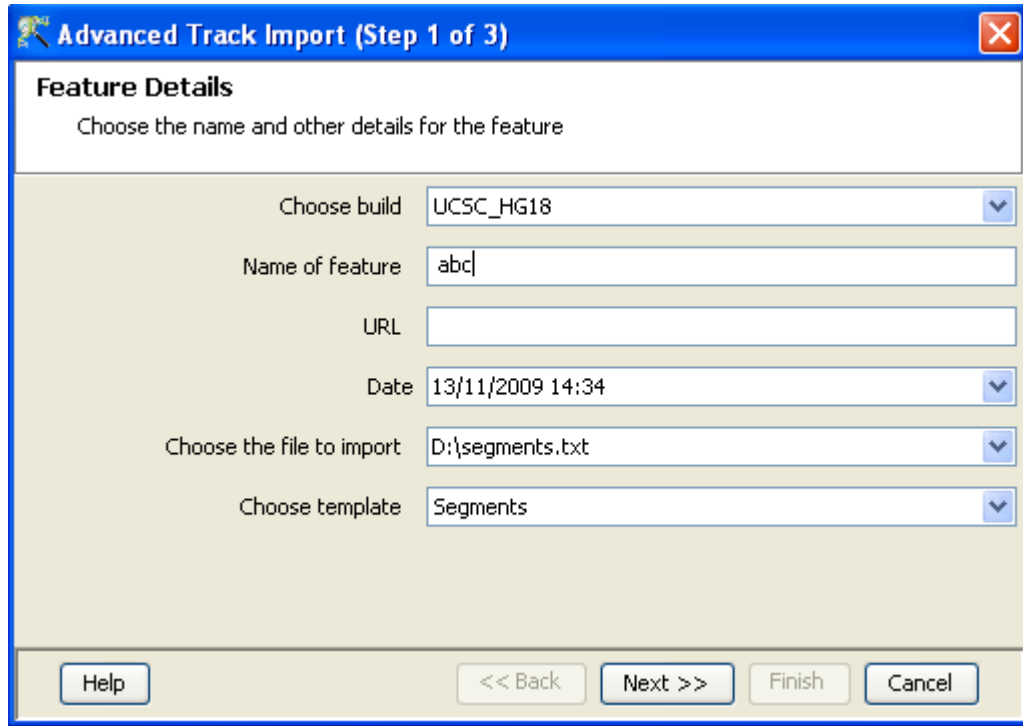 Advanced Track Import (Step 1 of 3)
Feature Details
Choose the name and other details for the feature
Choose build UCSC_HG18
Name of feature abc
URL
Date 13/11/2009 14:34
Choose the file to import D:\segments.txt
Choose template Segments
Help << Back Next >> Finish Cancel